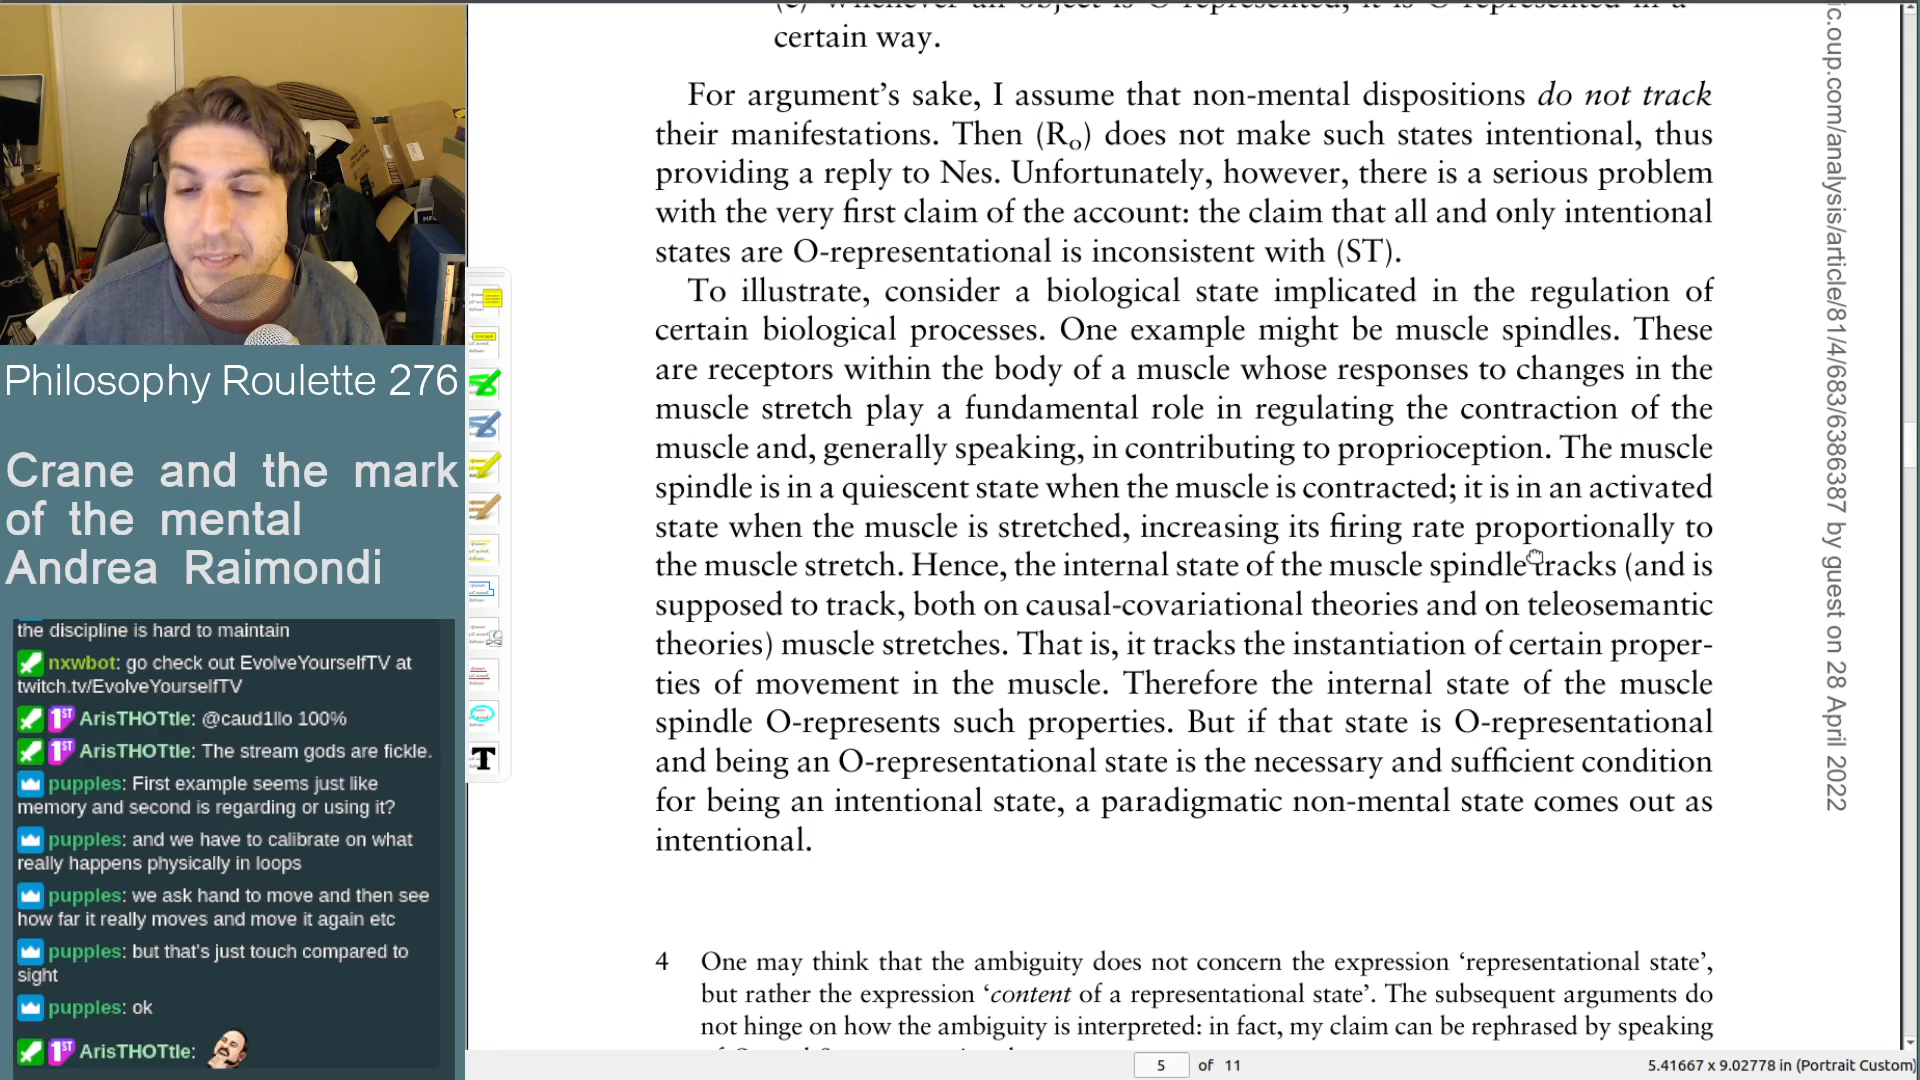 certain way.
For argument's sake, I assume that non-mental dispositions do not track
their manifestations. Then (Ro) does not make such states intentional, thus
providing a reply to Nes. Unfortunately, however, there is a serious problem
with the very first claim of the account: the claim that all and only intentional
states are O-representational is inconsistent with (ST).
To illustrate, consider a biological state implicated in the regulation of
certain biological processes. One example might be muscle spindles. These
are receptors within the body of a muscle whose responses to changes in the
muscle stretch play a fundamental role in regulating the contraction of the
muscle and, generally speaking, in contributing to proprioception. The muscle
spindle is in a quiescent state when the muscle is contracted; it is in an activated
state when the muscle is stretched, increasing its firing rate proportionally to
the muscle stretch. Hence, the internal state of the muscle spindle tracks (and is
supposed to track, both on causal-covariational theories and on teleosemantic
theories) muscle stretches. That is, it tracks the instantiation of certain proper-
ties of movement in the muscle. Therefore the internal state of the muscle
spindle O-represents such properties. But if that state is O-representational
and being an O-representational state is the necessary and sufficient condition
for being an intentional state, a paradigmatic non-mental state comes out as
intentional.
4 One may think that the ambiguity does not concern the expression ‘representational state’,
but rather the expression ‘content of a representational state’. The subsequent arguments do
not hinge on how the ambiguity is interpreted: in fact, my claim can be rephrased by speaking
ic.oup.com/analysis/article/81/4/683/6386387 by guest on 28 April 2022
5 of 11
5.41667 x 9.02778 in (Portrait Custom)
Philosophy Roulette 276
Crane and the mark
of the mental
Andrea Raimondi
the discipline is hard to maintain
nxwbot: go check out EvolveYourselfTV at
twitch.tv/EvolveYourselfTV
1ST ArisTHOTtle: @caud1llo 100%
1ST ArisTHOTtle: The stream gods are fickle.
pupples: First example seems just like
memory and second is regarding or using it?
pupples: and we have to calibrate on what
really happens physically in loops
pupples: we ask hand to move and then see
how far it really moves and move it again etc
pupples: but that's just touch compared to
sight
pupples: ok
1ST ArisTHOTtle:
T